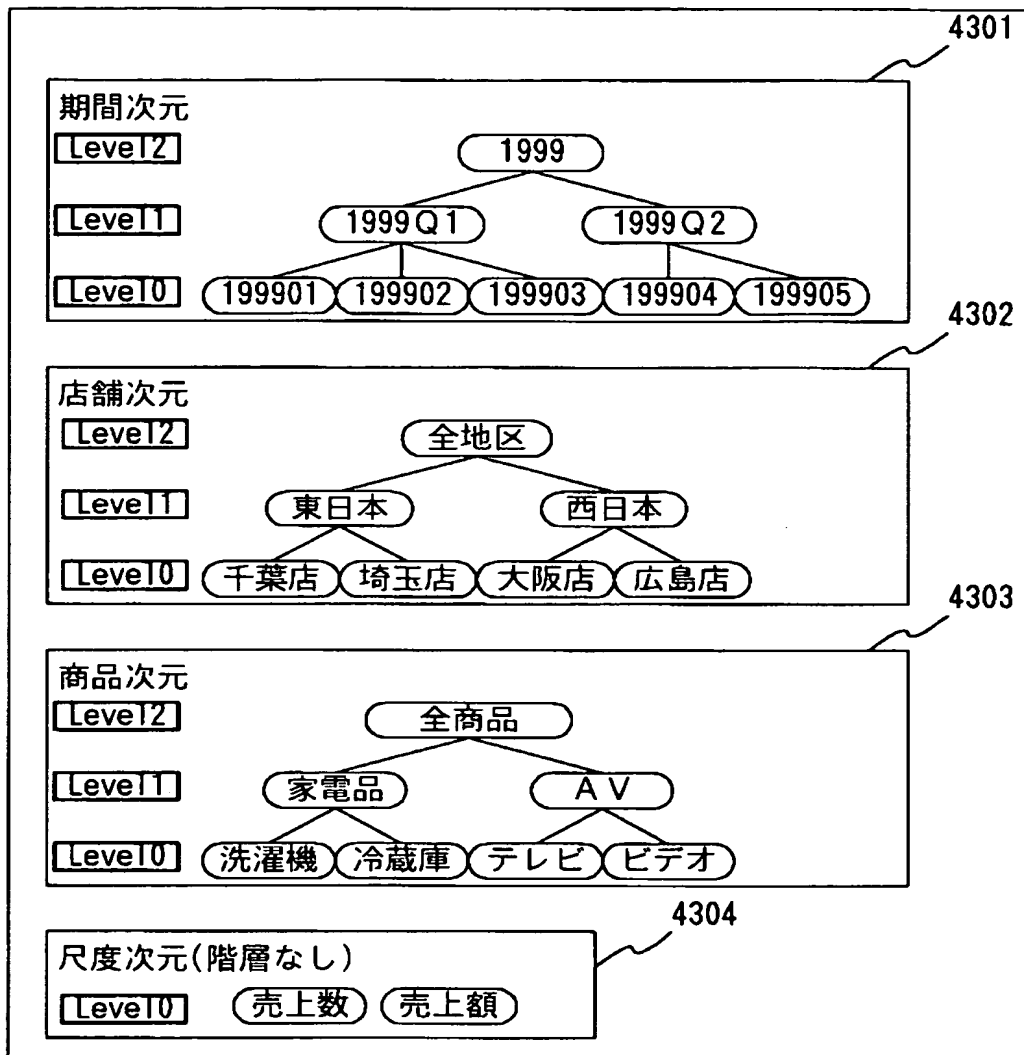 4301
期間次元
Level2 1999
Level1 1999Q1 1999Q2
Level0 199901 199902 199903 199904 199905
4302
店舗次元
Level2 全地区
Level1 東日本 西日本
Level0 千葉店 埼玉店 大阪店 広島店
4303
商品次元
Level2 全商品
Level1 家電品 AV
Level0 洗濯機 冷蔵庫 テレビ ビデオ
4304
尺度次元(階層なし)
Level0 売上数 売上額